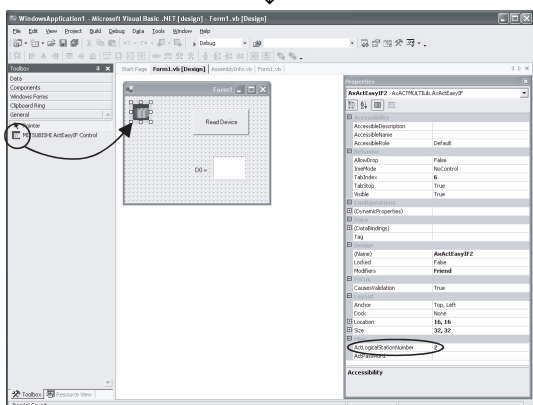 WindowsApplication1 - Microsoft Visual Basic .NET [design] - Form1.vb [Design]
File Edit View Project Build Debug Data Tools Window Help
Debug
Toolbox
Start Page Form1.vb [Design] AssemblyInfo.vb Form1.vb
Data
Components
Windows Forms
Clipboard Ring
General
Pointer
MITSUBISHI ActEasyIF Control
Form1
Read Device
D0 =
Properties
AxActEasyIF2 AxACTMULTILib.AxActEasyIF
Accessibility
AccessibleDescription
AccessibleName
AccessibleRole Default
Behavior
AllowDrop False
ImeMode NoControl
TabIndex 6
TabStop True
Visible True
Configurations
(DynamicProperties)
Data
(DataBindings)
Tag
Design
(Name) AxActEasyIF2
Locked False
Modifiers Friend
Focus
CausesValidation True
Layout
Anchor Top, Left
Dock None
Location 16, 16
Size 32, 32
ActLogicalStationNumber 2
ActPassword
Accessibility
Toolbox Resource View